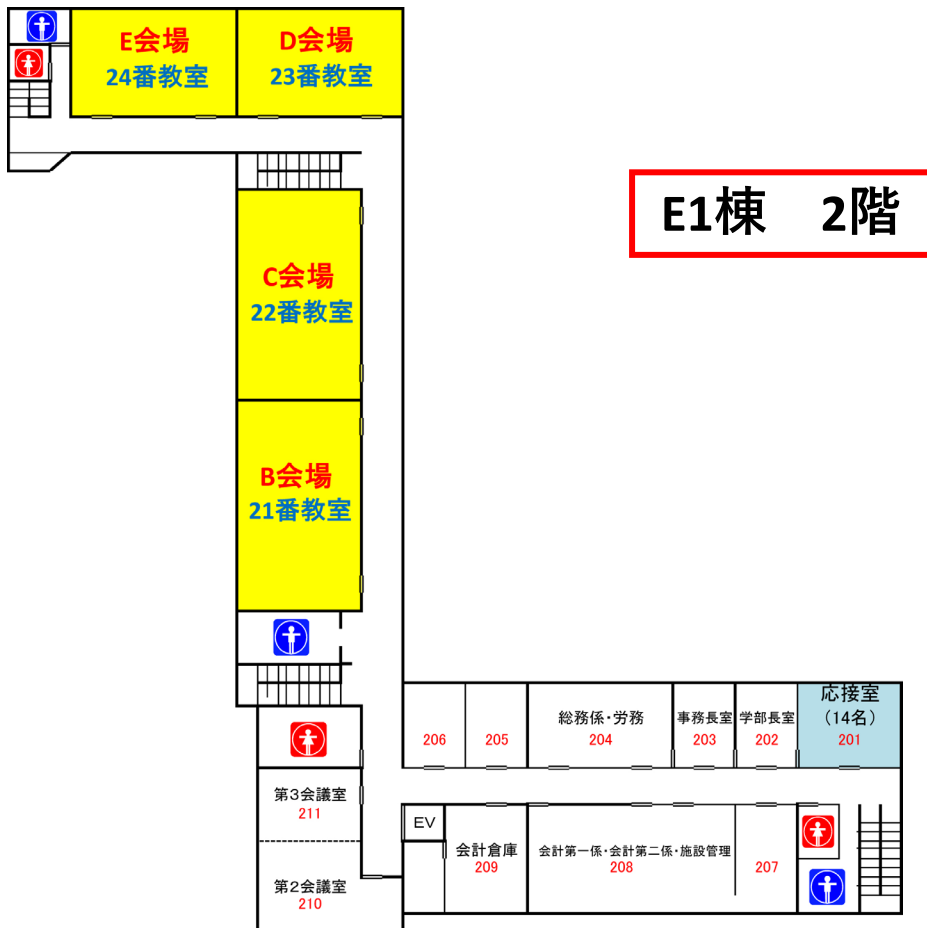 E会場
24番教室
D会場
23番教室
E1棟　2階
C会場
22番教室
B会場
21番教室
206
205
総務係・労務
204
事務長室
203
学部長室
202
応接室
（14名）
201
第3会議室
211
EV
会計倉庫
209
会計第一係・会計第二係・施設管理
208
207
第2会議室
210